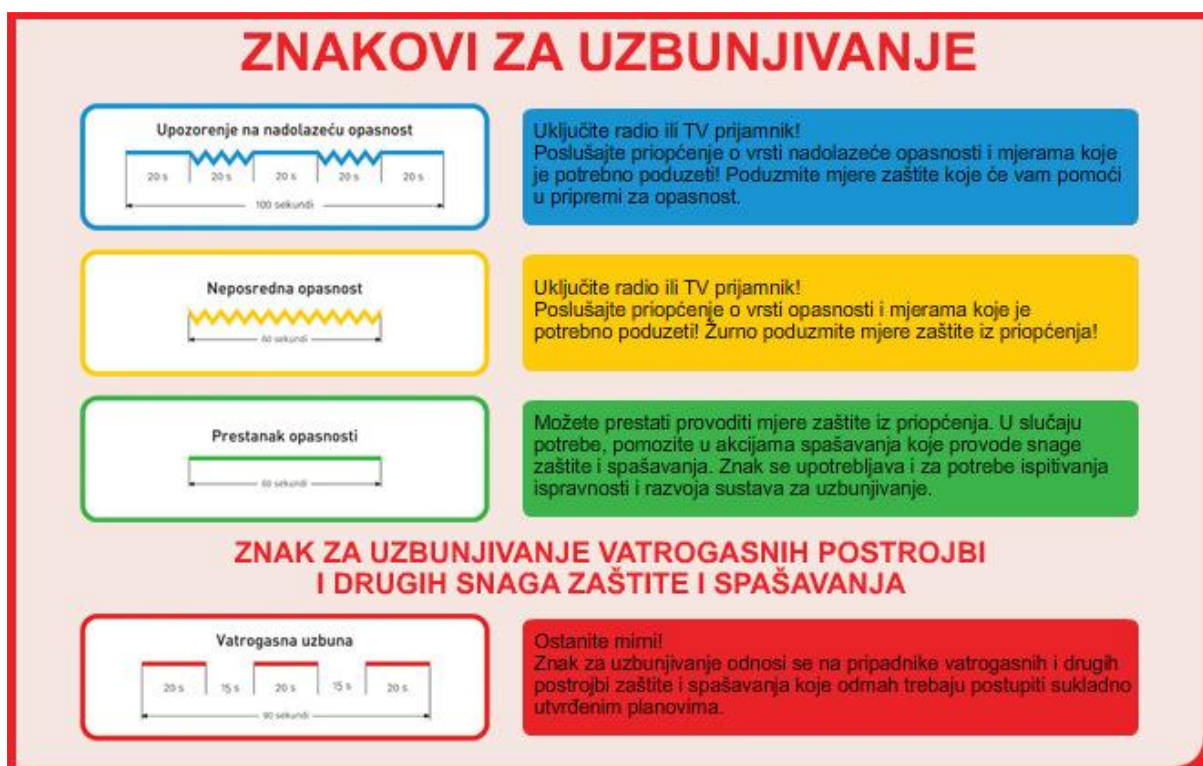 ZNAKOVI ZA UZBUNJIVANJE
Upozorenje na nadolazeću opasnost
20 s 20 s 20 s 20 s 20 s
100 sekundi
Uključite radio ili TV prijamnik!
Poslušajte priopćenje o vrsti nadolazeće opasnosti i mjerama koje
je potrebno poduzeti! Poduzmite mjere zaštite koje će vam pomoći
u pripremi za opasnost.
Neposredna opasnost
60 sekundi
Uključite radio ili TV prijamnik!
Poslušajte priopćenje o vrsti opasnosti i mjerama koje je
potrebno poduzeti! Žurno poduzmite mjere zaštite iz priopćenja!
Prestanak opasnosti
60 sekundi
Možete prestati provoditi mjere zaštite iz priopćenja. U slučaju
potrebe, pomozite u akcijama spašavanja koje provode snage
zaštite i spašavanja. Znak se upotrebljava i za potrebe ispitivanja
ispravnosti i razvoja sustava za uzbunjivanje.
ZNAK ZA UZBUNJIVANJE VATROGASNIH POSTROJBI
I DRUGIH SNAGA ZAŠTITE I SPAŠAVANJA
Vatrogasna uzbuna
20 s 15 s 20 s 15 s 20 s
90 sekundi
Ostanite mirni!
Znak za uzbunjivanje odnosi se na pripadnike vatrogasnih i drugih
postrojbi zaštite i spašavanja koje odmah trebaju postupiti sukladno
utvrđenim planovima.